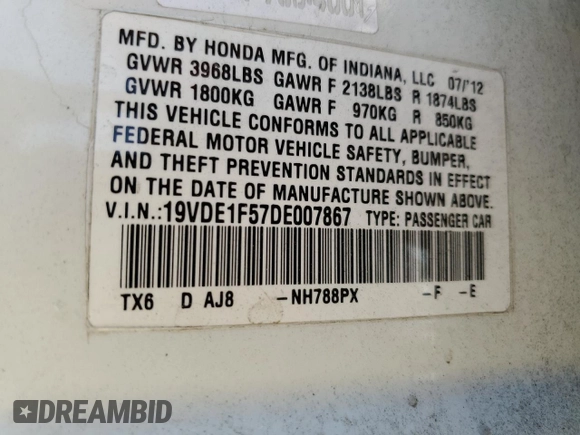 MFD. BY HONDA MFG. OF INDIANA, LLC 07/'12
GVWR 3968LBS GAWR F 2138LBS R 1874LBS
GVWR 1800KG GAWR F 970KG R 850KG
THIS VEHICLE CONFORMS TO ALL APPLICABLE
FEDERAL MOTOR VEHICLE SAFETY, BUMPER,
AND THEFT PREVENTION STANDARDS IN EFFECT
ON THE DATE OF MANUFACTURE SHOWN ABOVE.
V.I.N.:19VDE1F57DE007867 TYPE: PASSENGER CAR
TX6 D AJ8 -NH788PX -F -E
DREAMBID